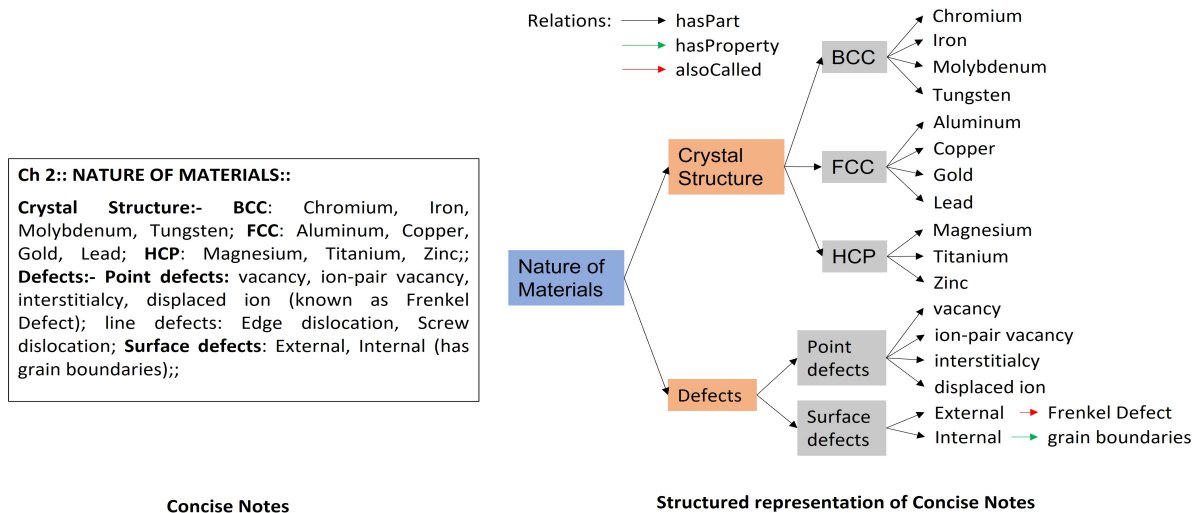 Ch 2:: NATURE OF MATERIALS::
Crystal Structure:- BCC: Chromium, Iron,
Molybdenum, Tungsten; FCC: Aluminum, Copper,
Gold, Lead; HCP: Magnesium, Titanium, Zinc;;
Defects:- Point defects: vacancy, ion-pair vacancy,
interstitialcy, displaced ion (known as Frenkel
Defect); line defects: Edge dislocation, Screw
dislocation; Surface defects: External, Internal (has
grain boundaries);;
Concise Notes
Relations:
hasPart
hasProperty
alsoCalled
Nature of
Materials
Crystal
Structure
BCC
Chromium
Iron
Molybdenum
Tungsten
FCC
Aluminum
Copper
Gold
Lead
HCP
Magnesium
Titanium
Zinc
Defects
Point
defects
vacancy
ion-pair vacancy
interstitialcy
displaced ion
Surface
defects
External
Frenkel Defect
Internal
grain boundaries
Structured representation of Concise Notes